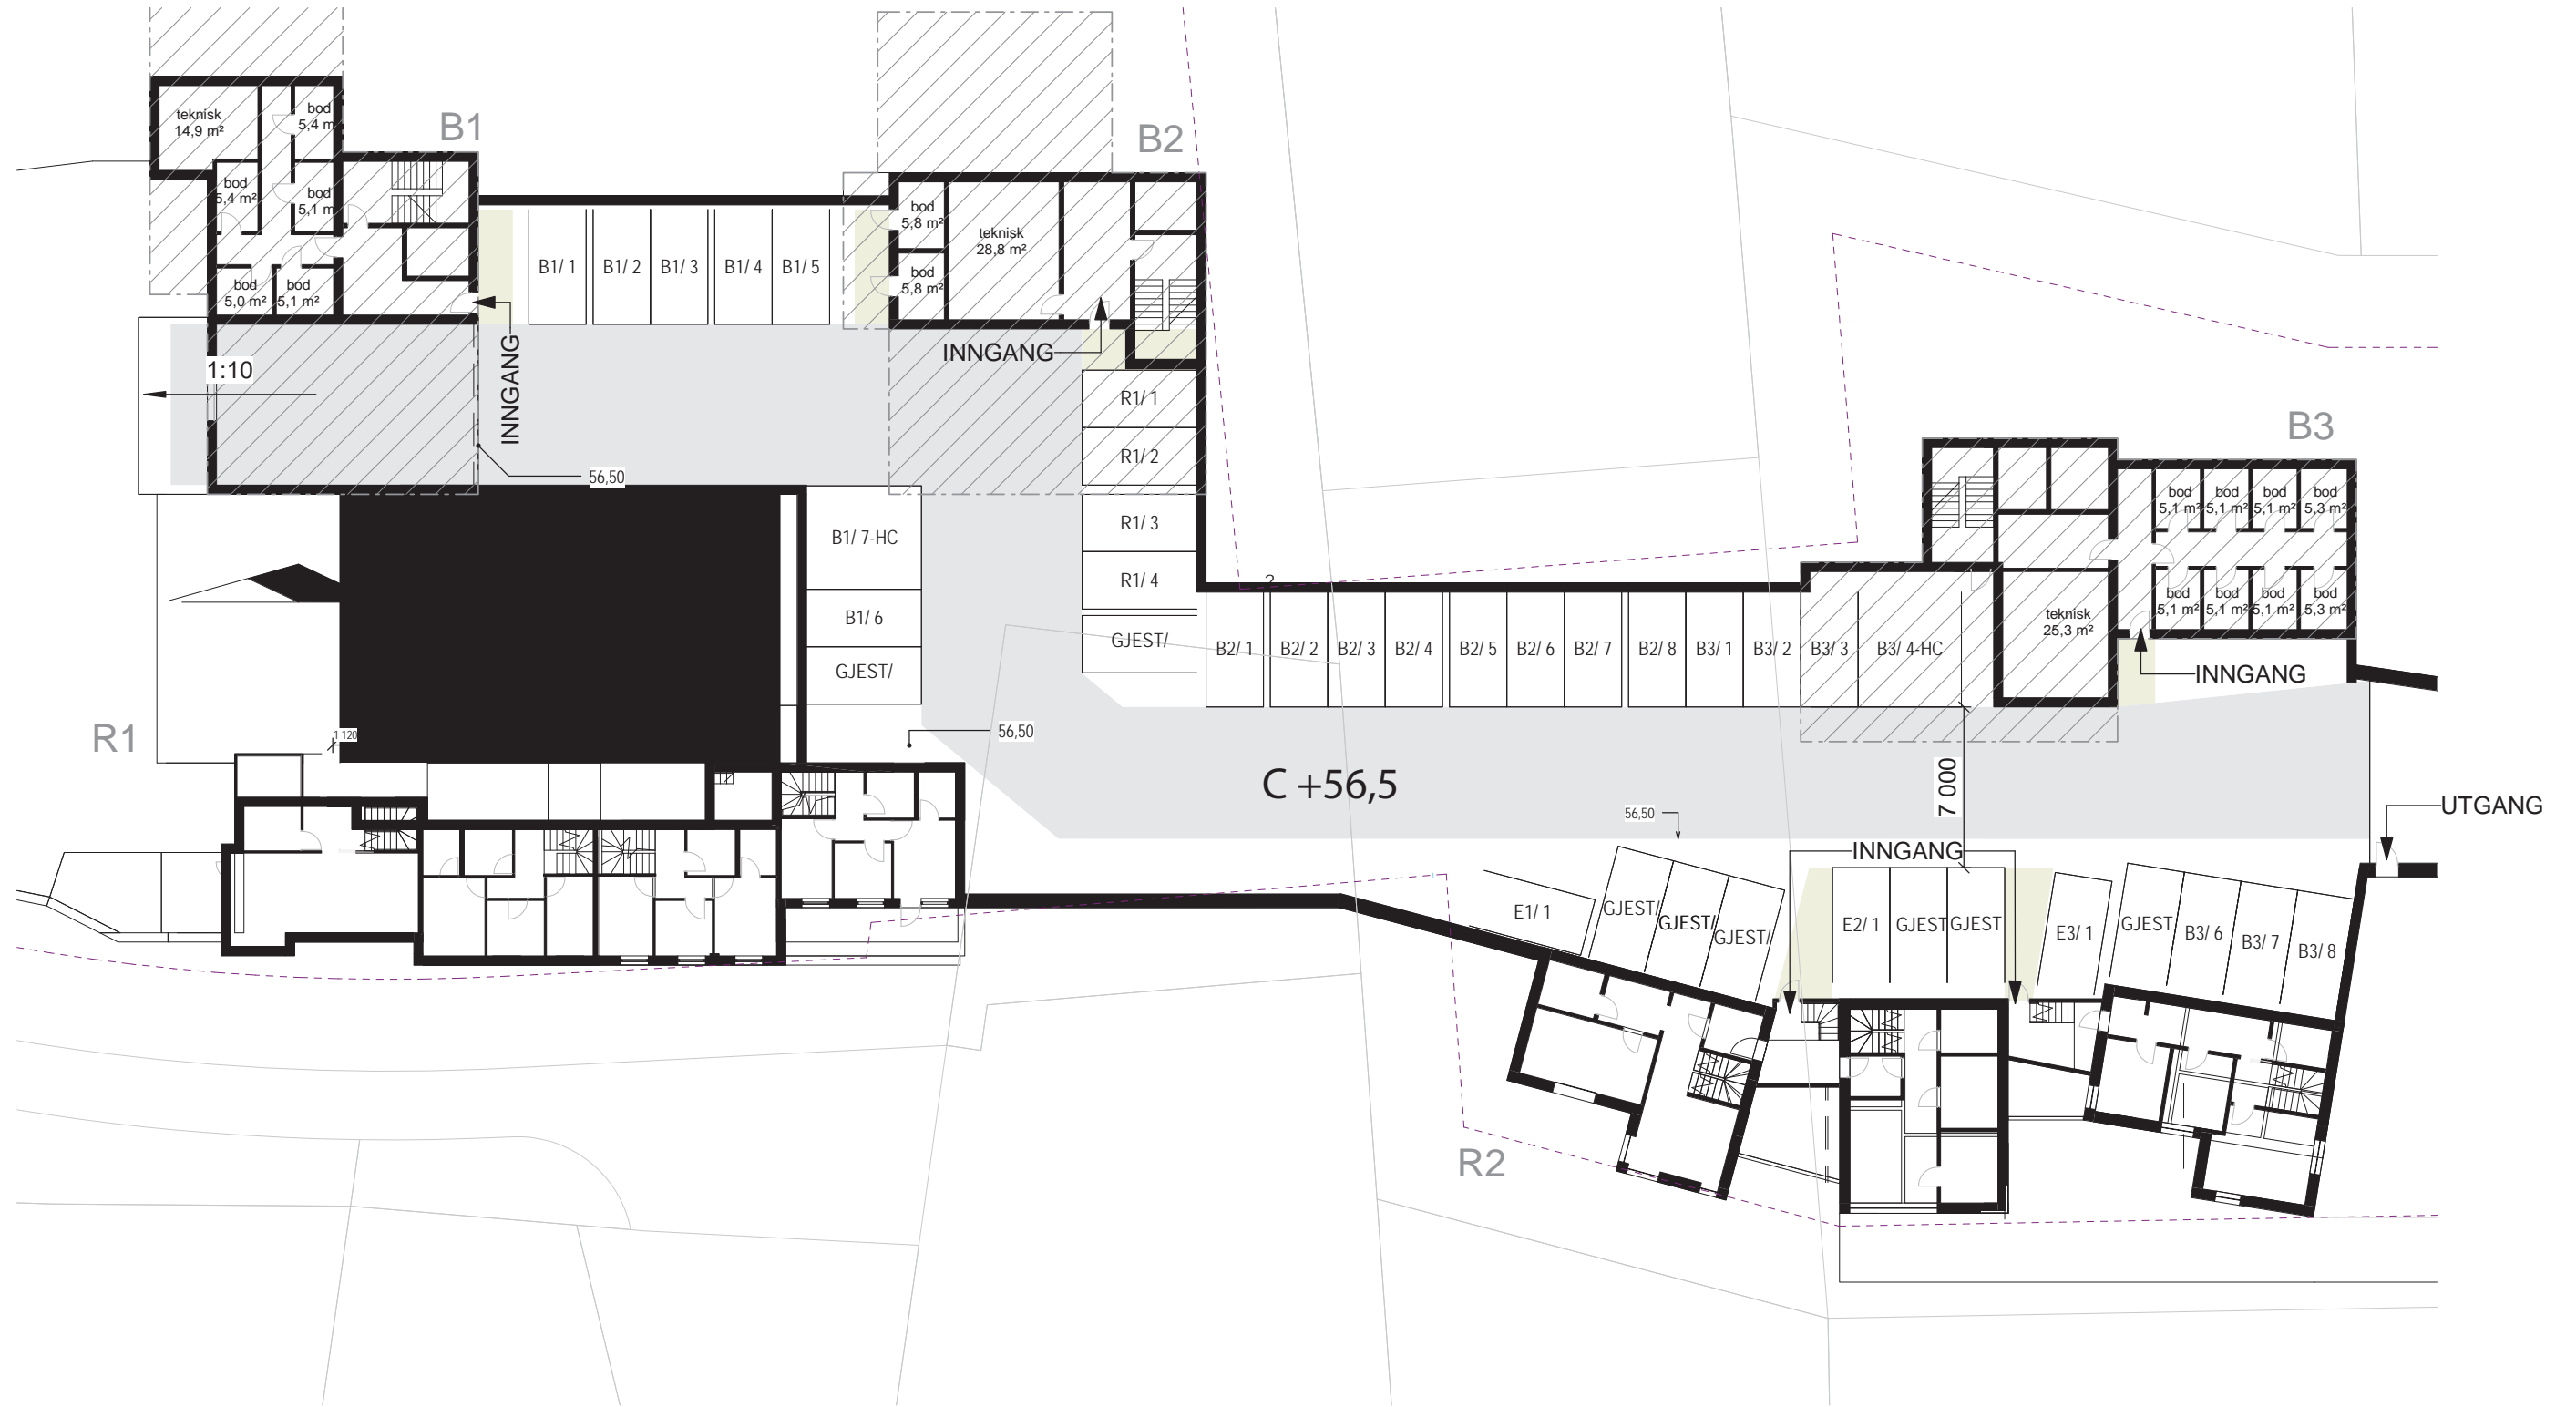 teknisk
14,9 m²
bod
5,4 m
bod
5,4 m²
bod
5,1 m
bod
5,0 m²
bod
5,1 m²
B1
B2
bod
5,8 m²
bod
5,8 m²
teknisk
28,8 m²
B1/ 1
B1/ 2
B1/ 3
B1/ 4
B1/ 5
INNGANG
INNGANG
1:10
56,50
R1/ 1
R1/ 2
R1/ 3
R1/ 4
GJEST/
B1/ 7-HC
B1/ 6
GJEST/
B3
bod
5,1 m²
bod
5,1 m²
bod
5,1 m²
bod
5,3 m²
bod
5,1 m²
bod
5,1 m²
bod
5,1 m²
bod
5,3 m²
teknisk
25,3 m²
2
B2/ 1
B2/ 2
B2/ 3
B2/ 4
B2/ 5
B2/ 6
B2/ 7
B2/ 8
B3/ 1
B3/ 2
B3/ 3
B3/ 4-HC
INNGANG
R1
1 120
56,50
C +56,5
7 000
56,50
UTGANG
INNGANG
E1/ 1
GJEST/
GJEST/
GJEST/
E2/ 1
GJEST
GJEST
E3/ 1
GJEST
B3/ 6
B3/ 7
B3/ 8
R2